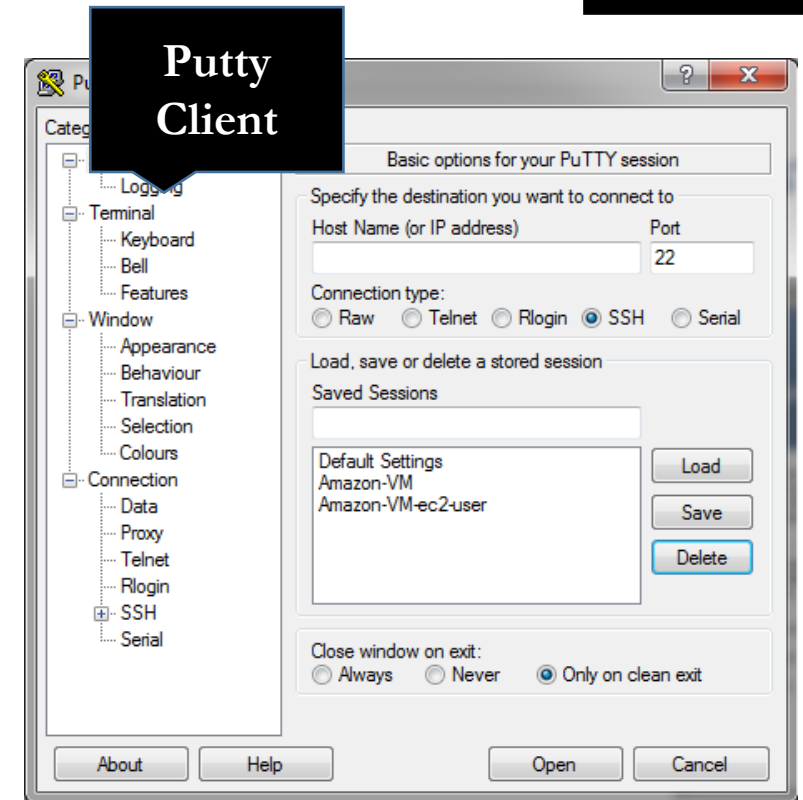 Putty
Client
Basic options for your PuTTY session
Logging
Terminal
Keyboard
Bell
Features
Window
Appearance
Behaviour
Translation
Selection
Colours
Connection
Data
Proxy
Telnet
Rlogin
SSH
Serial
Specify the destination you want to connect to
Host Name (or IP address) Port
22
Connection type:
Raw Telnet Rlogin SSH Serial
Load, save or delete a stored session
Saved Sessions
Default Settings
Amazon-VM
Amazon-VM-ec2-user
Load
Save
Delete
Close window on exit:
Always Never Only on clean exit
About Help Open Cancel